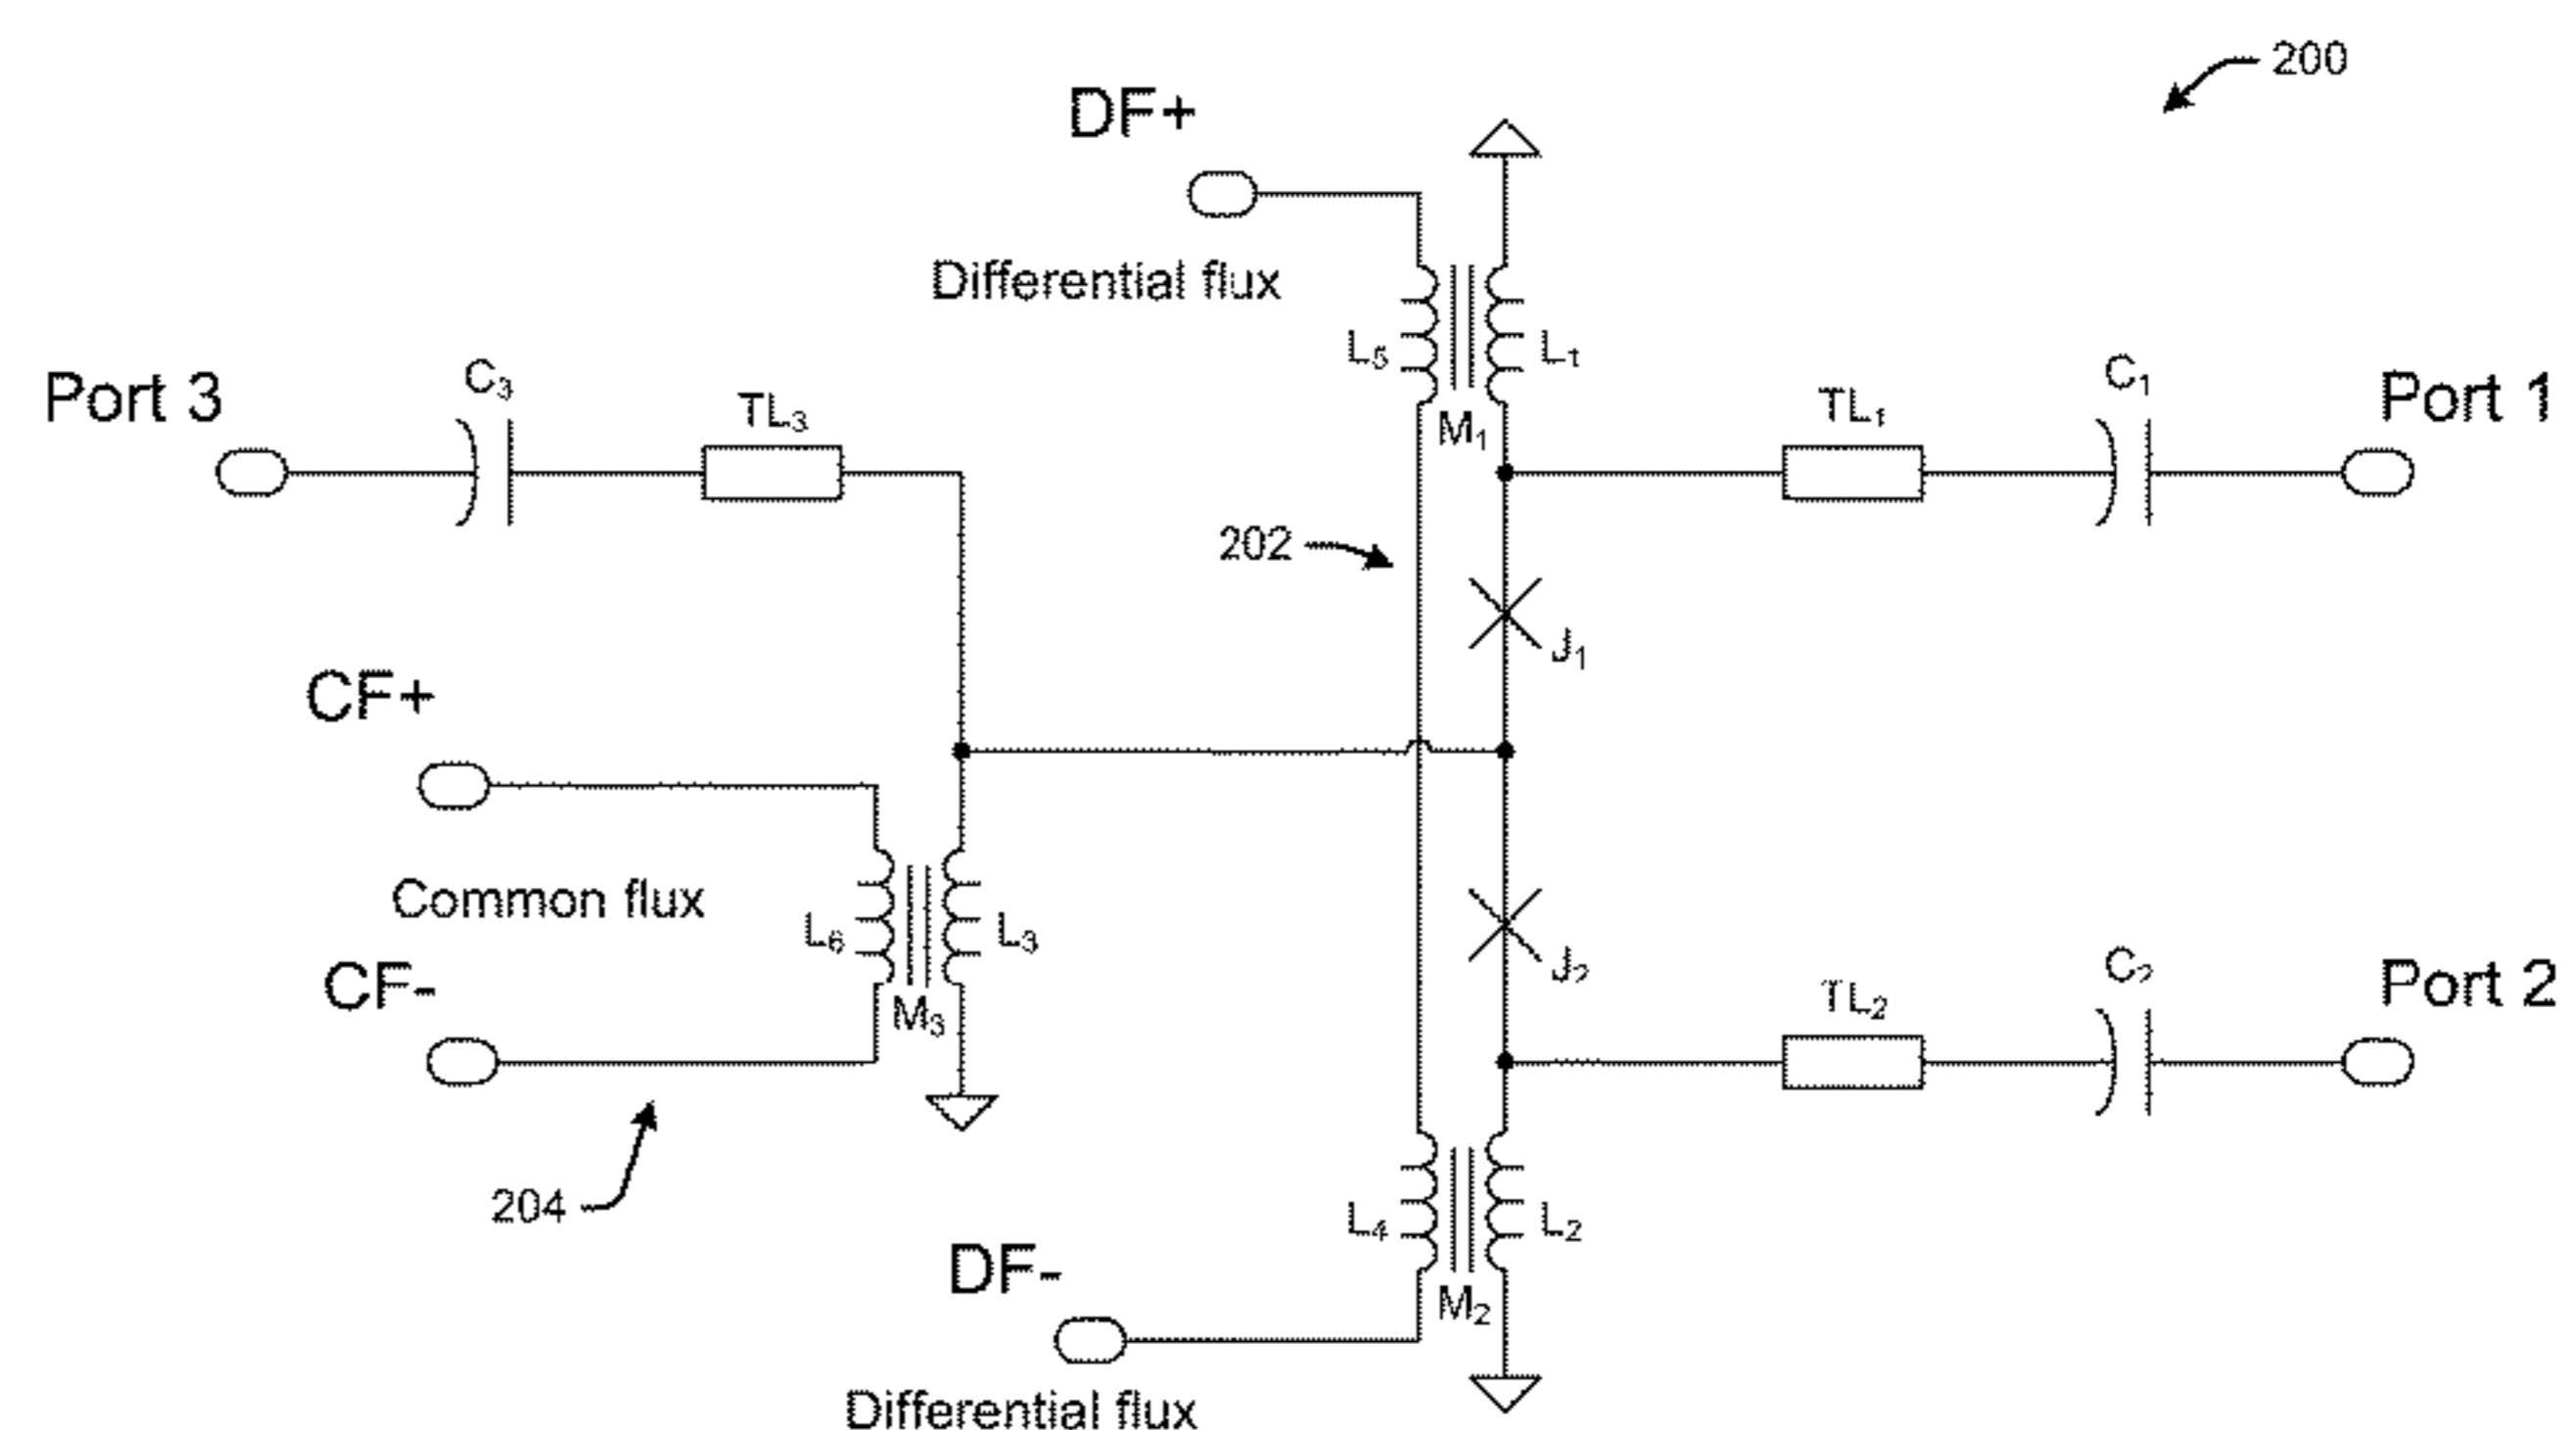 200
DF+
Differential flux
L₅
L₁
M₁
Port 3
C₃
TL₃
TL₁
C₁
Port 1
202
J₁
CF+
Common flux
L₆
L₃
M₃
CF-
J₂
TL₂
C₂
Port 2
204
L₄
L₂
M₂
DF-
Differential flux